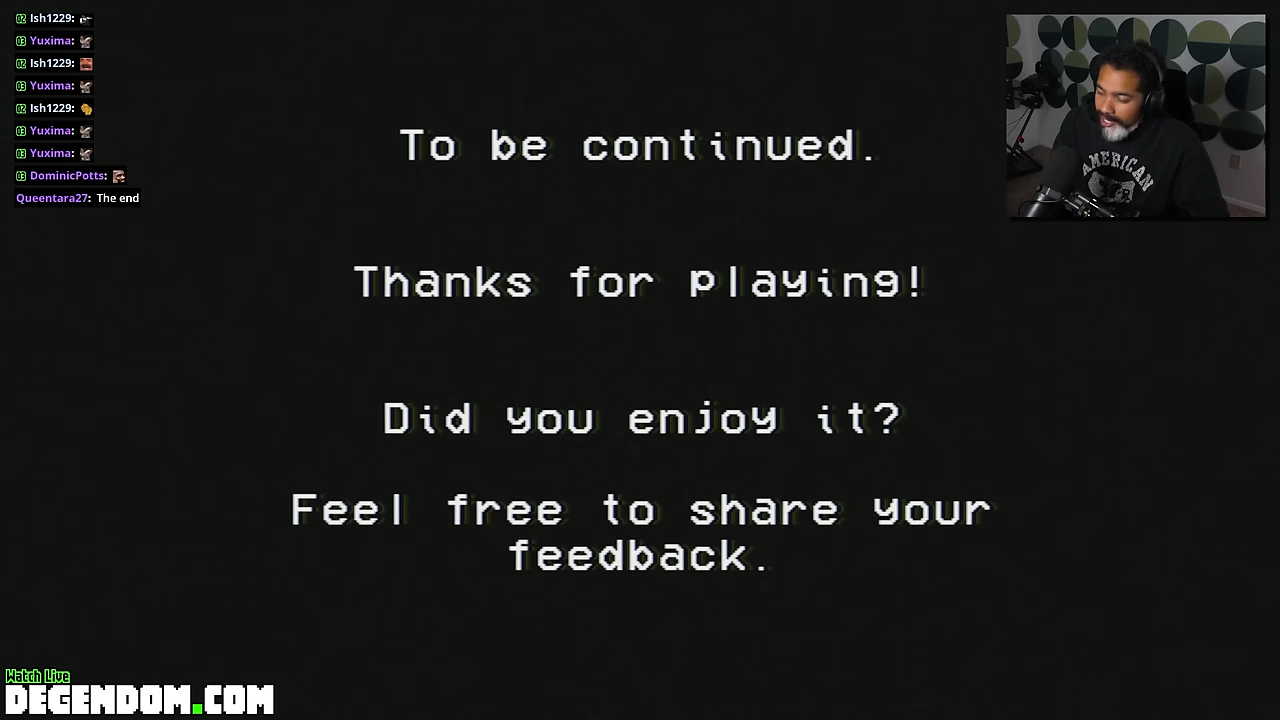 Ish1229:
Yuxima:
Ish1229:
Yuxima:
Ish1229:
Yuxima:
Yuxima:
DominicPotts:
Queentara27: The end
To be continued.
Thanks for playing!
Did you enjoy it?
Feel free to share your
feedback.
AMERICAN
Watch Live
DEGENDOM.COM